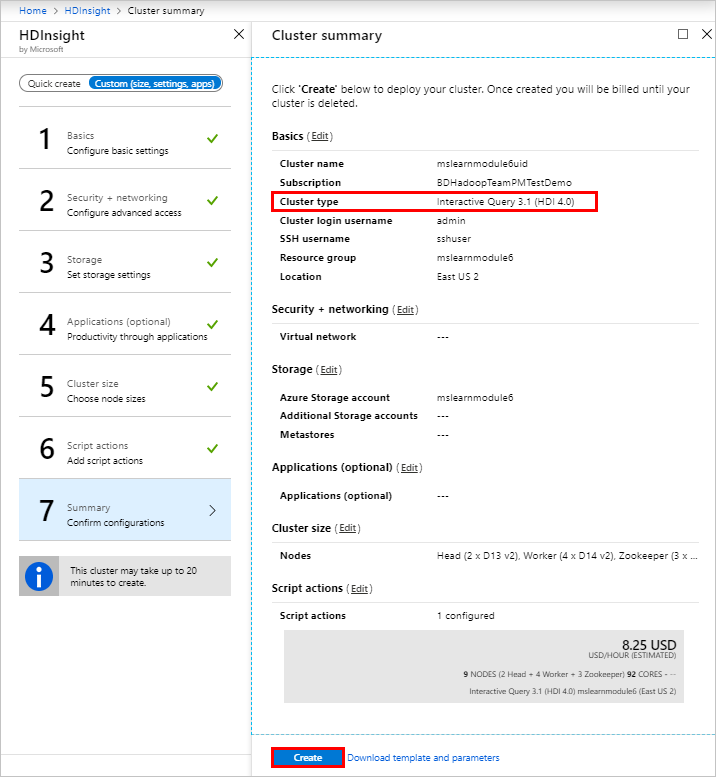 Home > HDInsight > Cluster summary
HDInsight
by Microsoft
Quick create Custom (size, settings, apps)
1 Basics
Configure basic settings
2 Security + networking
Configure advanced access
3 Storage
Set storage settings
4 Applications (optional)
Productivity through applications
5 Cluster size
Choose node sizes
6 Script actions
Add script actions
7 Summary
Confirm configurations
This cluster may take up to 20
minutes to create.
Cluster summary
Click 'Create' below to deploy your cluster. Once created you will be billed until your
cluster is deleted.
Basics (Edit)
Cluster name mslearnmodule6uid
Subscription BDHadoopTeamPMTestDemo
Cluster type Interactive Query 3.1 (HDI 4.0)
Cluster login username admin
SSH username sshuser
Resource group mslearnmodule6
Location East US 2
Security + networking (Edit)
Virtual network ---
Storage (Edit)
Azure Storage account mslearnmodule6
Additional Storage accounts ---
Metastores ---
Applications (optional) (Edit)
Applications (optional) ---
Cluster size (Edit)
Nodes Head (2 x D13 v2), Worker (4 x D14 v2), Zookeeper (3 x ...
Script actions (Edit)
Script actions 1 configured
8.25 USD
USD/HOUR (ESTIMATED)
9 NODES (2 Head + 4 Worker + 3 Zookeeper) 92 CORES - --
Interactive Query 3.1 (HDI 4.0) mslearnmodule6 (East US 2)
Create Download template and parameters